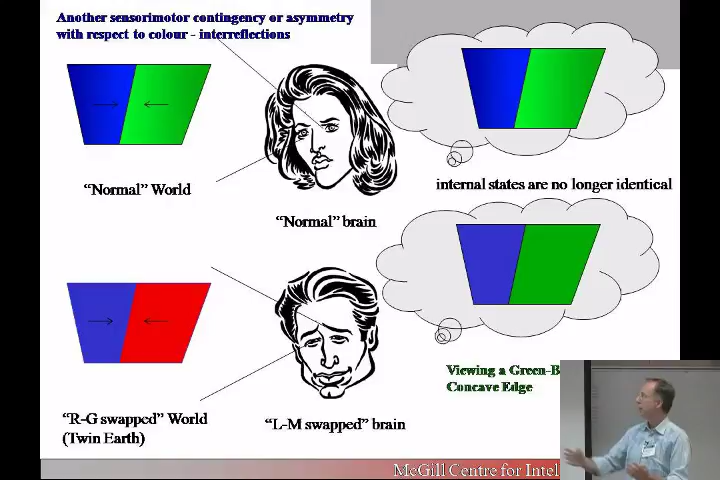 Another sensorimotor contingency or asymmetry
with respect to colour - interreflections
"Normal" World
"Normal" brain
internal states are no longer identical
"R-G swapped" World
(Twin Earth)
"L-M swapped" brain
Viewing a Green-B
Concave Edge
McGill Centre for Intel